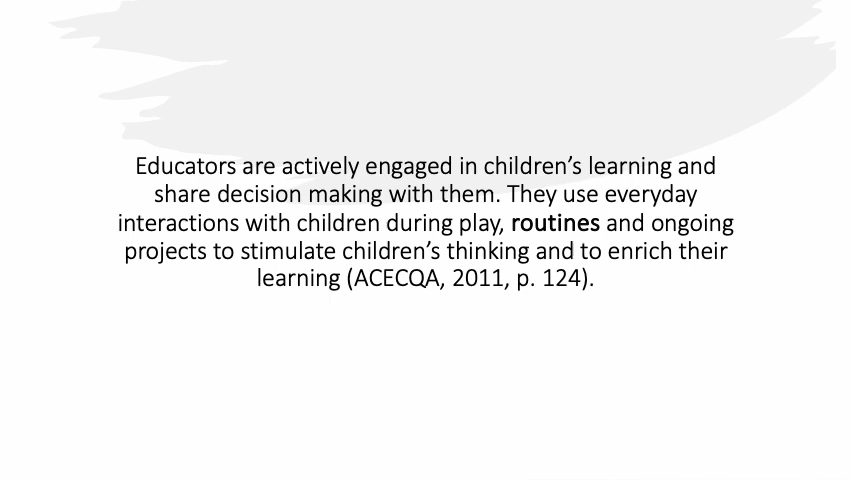 Educators are actively engaged in children’s learning and
share decision making with them. They use everyday
interactions with children during play, routines and ongoing
projects to stimulate children’s thinking and to enrich their
learning (ACECQA, 2011, p. 124).